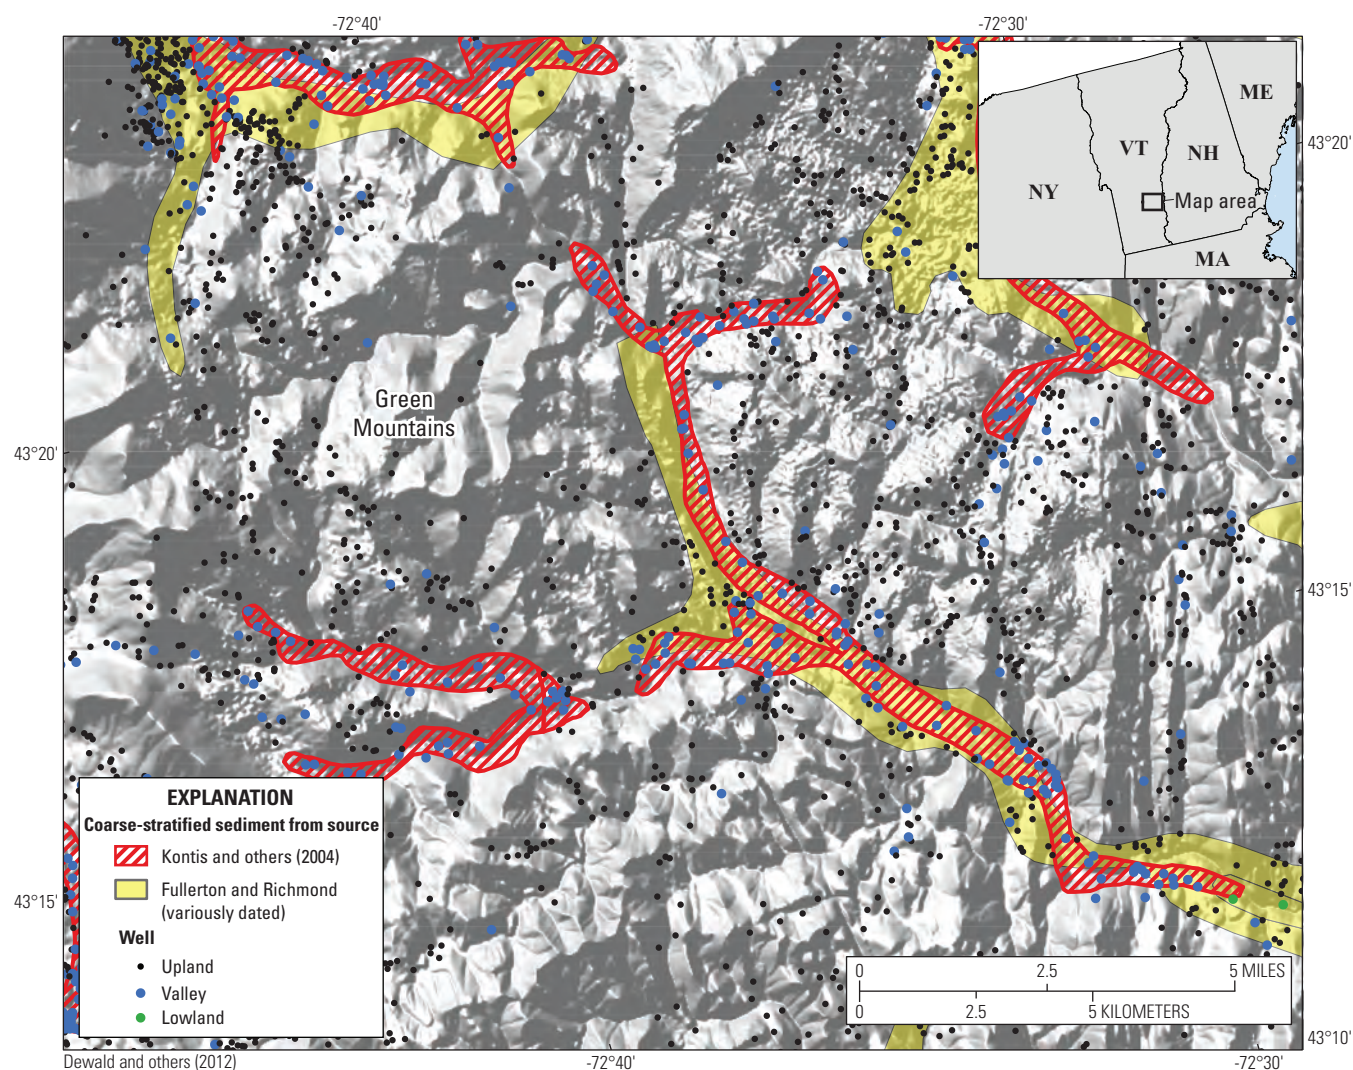 -72°40'
-72°30'
ME
43°20'
VT
NH
NY
Map area
MA
Green
Mountains
43°20'
43°15'
EXPLANATION
Coarse-stratified sediment from source
Kontis and others (2004)
Fullerton and Richmond
(variously dated)
Well
Upland
Valley
Lowland
43°15'
0 2.5 5 MILES
0 2.5 5 KILOMETERS
43°10'
Dewald and others (2012)
-72°40'
-72°30'